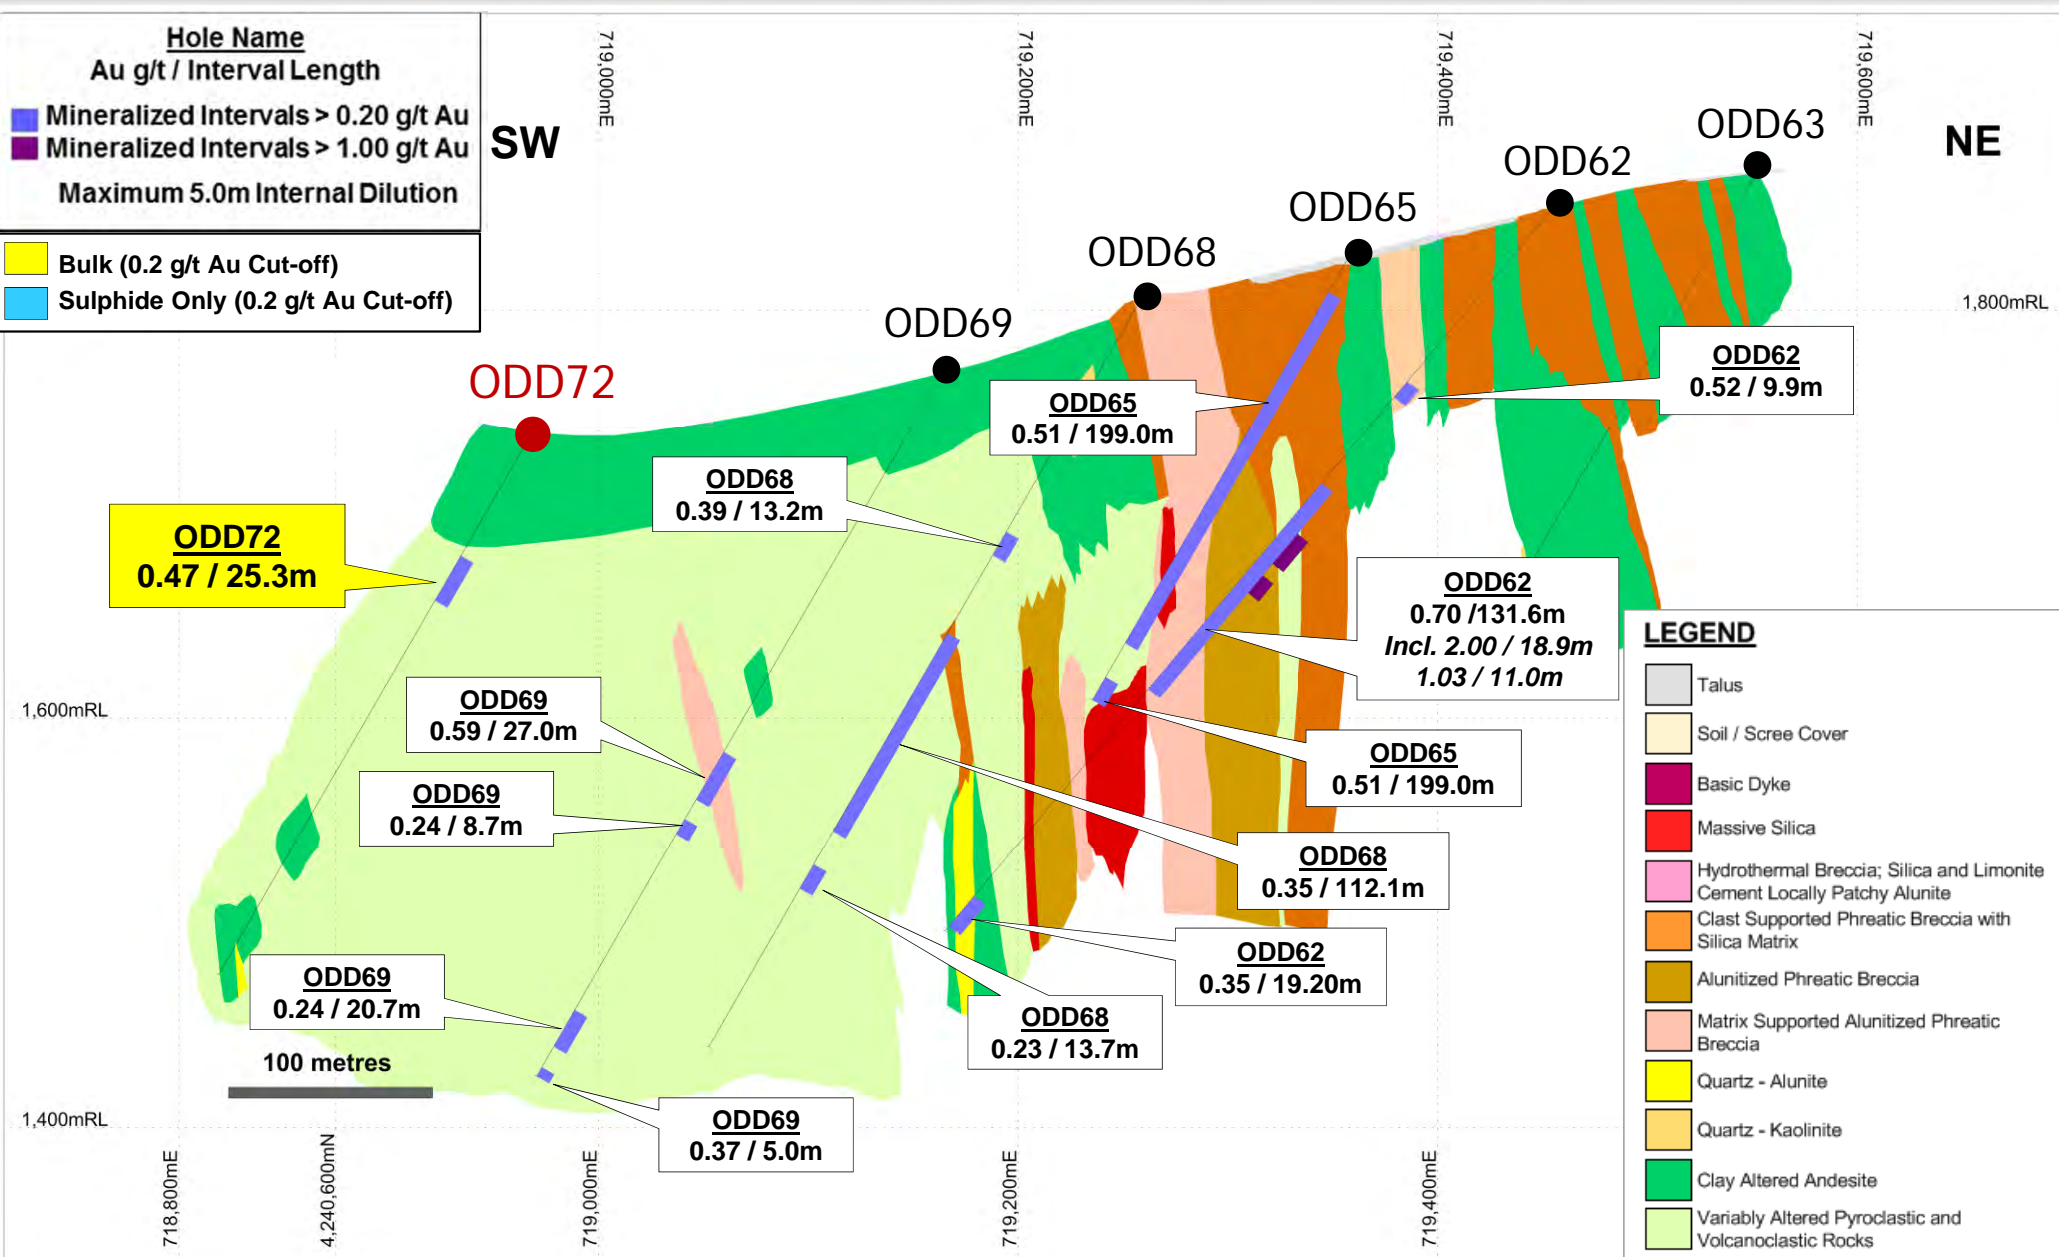 Hole Name
Au g/t / Interval Length
Mineralized Intervals > 0.20 g/t Au
Mineralized Intervals > 1.00 g/t Au
Maximum 5.0m Internal Dilution
Bulk (0.2 g/t Au Cut-off)
Sulphide Only (0.2 g/t Au Cut-off)
SW
NE
719,000mE
719,200mE
719,400mE
719,600mE
ODD63
ODD62
ODD65
ODD68
ODD69
ODD72
1,800mRL
ODD62
0.52 / 9.9m
ODD65
0.51 / 199.0m
ODD68
0.39 / 13.2m
ODD72
0.47 / 25.3m
ODD62
0.70 /131.6m
Incl. 2.00 / 18.9m
1.03 / 11.0m
ODD69
0.59 / 27.0m
1,600mRL
ODD65
0.51 / 199.0m
ODD69
0.24 / 8.7m
ODD68
0.35 / 112.1m
ODD62
0.35 / 19.20m
ODD69
0.24 / 20.7m
ODD68
0.23 / 13.7m
100 metres
ODD69
0.37 / 5.0m
1,400mRL
718,800mE
4,240,600mN
719,000mE
719,200mE
719,400mE
LEGEND
Talus
Soil / Scree Cover
Basic Dyke
Massive Silica
Hydrothermal Breccia; Silica and Limonite
Cement Locally Patchy Alunite
Clast Supported Phreatic Breccia with
Silica Matrix
Alunitized Phreatic Breccia
Matrix Supported Alunitized Phreatic
Breccia
Quartz - Alunite
Quartz - Kaolinite
Clay Altered Andesite
Variably Altered Pyroclastic and
Volcanoclastic Rocks